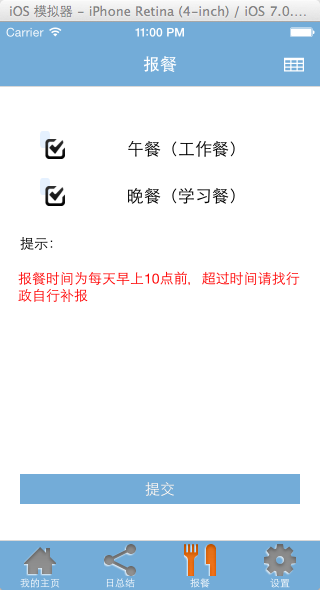 iOS 模拟器 - iPhone Retina (4-inch) / iOS 7.0....
Carrier 11:00 PM
报餐
午餐（工作餐）
晚餐（学习餐）
提示：
报餐时间为每天早上10点前，超过时间请找行
政自行补报
提交
我的主页 日总结 报餐 设置